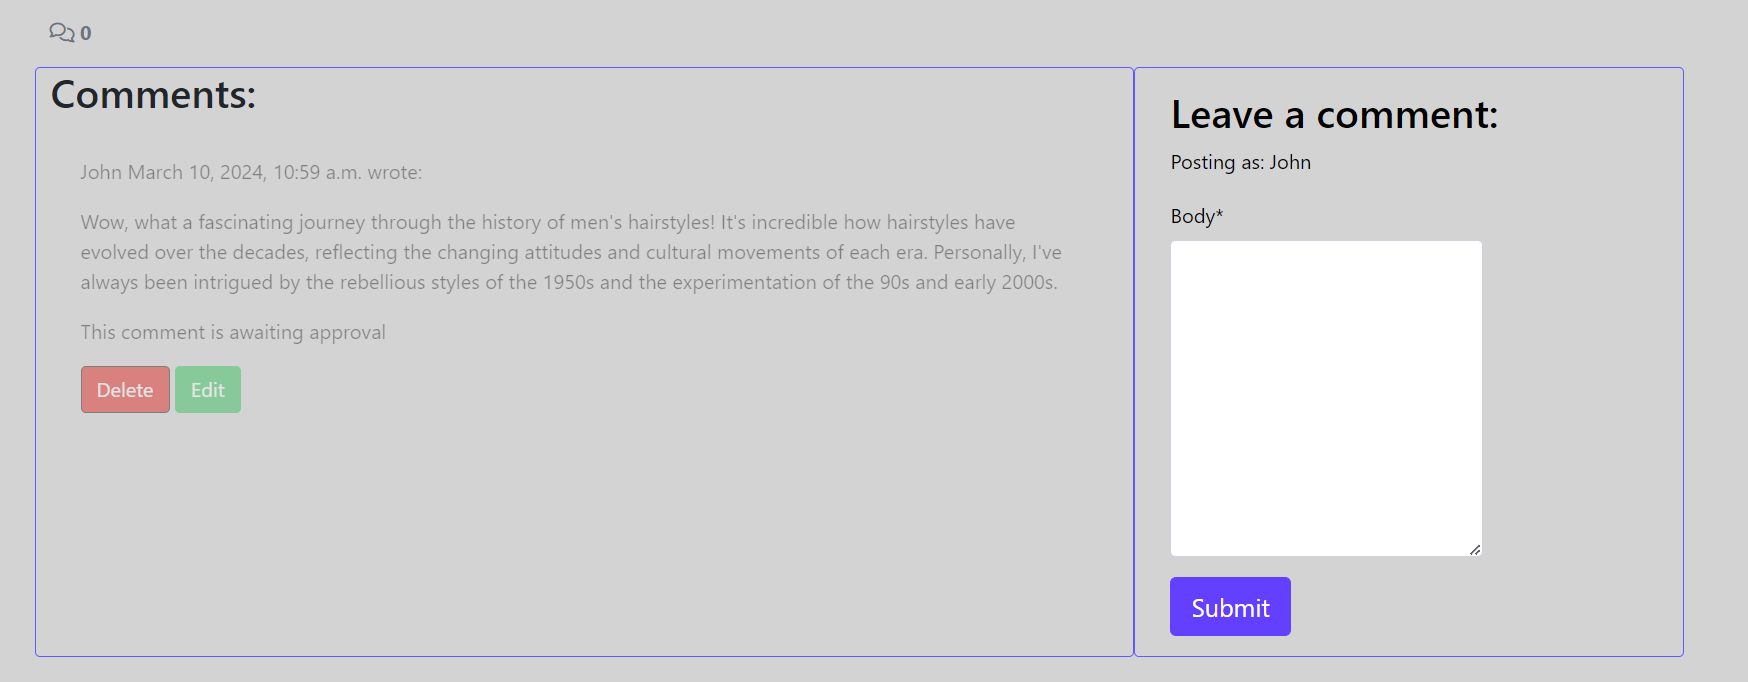 0
Comments:
John March 10, 2024, 10:59 a.m. wrote:
Wow, what a fascinating journey through the history of men's hairstyles! It's incredible how hairstyles have
evolved over the decades, reflecting the changing attitudes and cultural movements of each era. Personally, I've
always been intrigued by the rebellious styles of the 1950s and the experimentation of the 90s and early 2000s.
This comment is awaiting approval
Delete Edit
Leave a comment:
Posting as: John
Body*
Submit